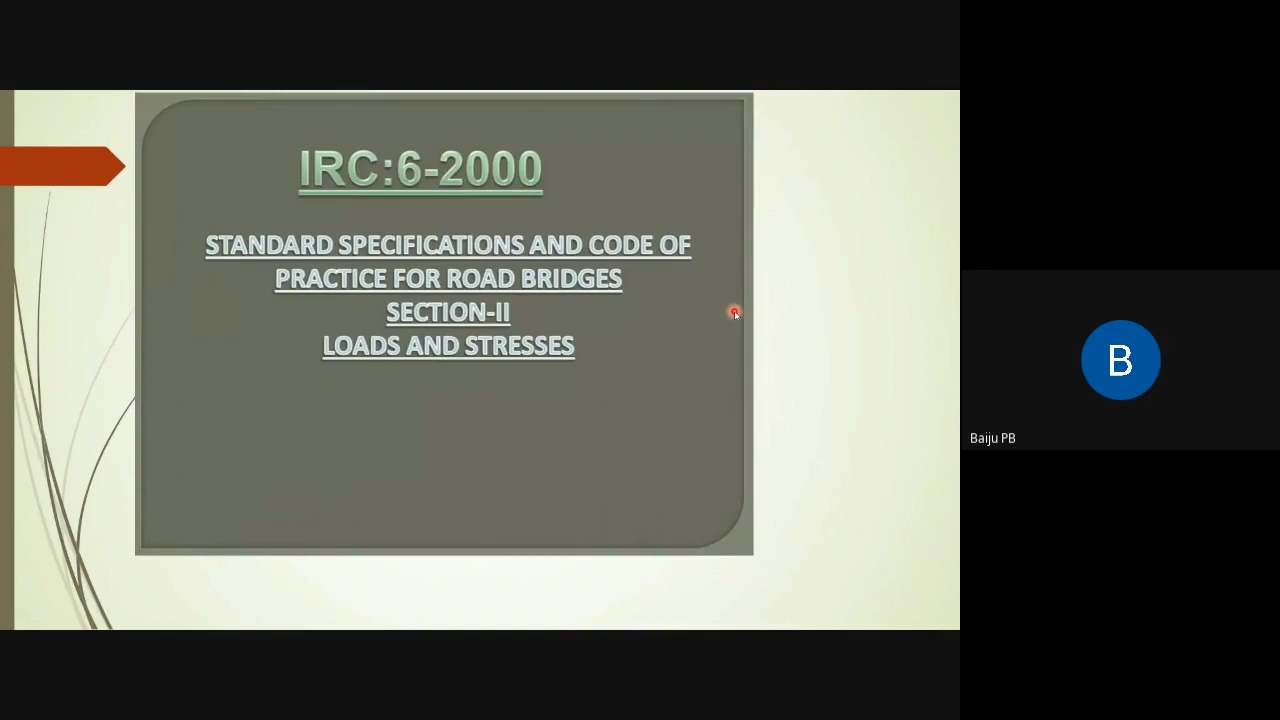 IRC:6-2000
STANDARD SPECIFICATIONS AND CODE OF
PRACTICE FOR ROAD BRIDGES
SECTION-II
LOADS AND STRESSES
B
Baiju PB